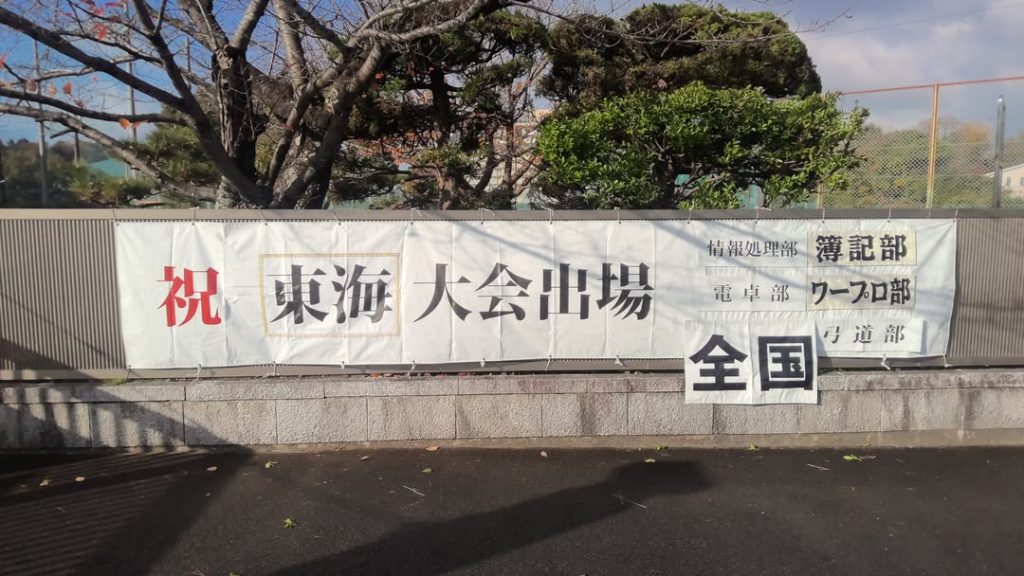 祝 東海 大会出場
情報処理部 簿記部
電卓部 ワープロ部
全国 弓道部